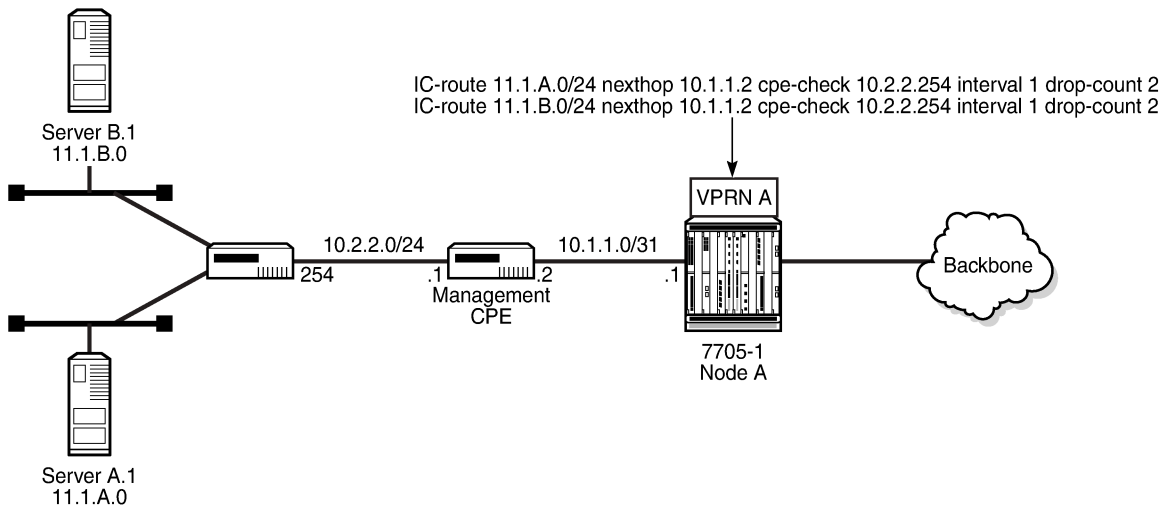 IC-route 11.1.A.0/24 nexthop 10.1.1.2 cpe-check 10.2.2.254 interval 1 drop-count 2
IC-route 11.1.B.0/24 nexthop 10.1.1.2 cpe-check 10.2.2.254 interval 1 drop-count 2
Server B.1
11.1.B.0
VPRN A
10.2.2.0/24
10.1.1.0/31
254
.1
.2
.1
Management
CPE
Backbone
7705-1
Node A
Server A.1
11.1.A.0